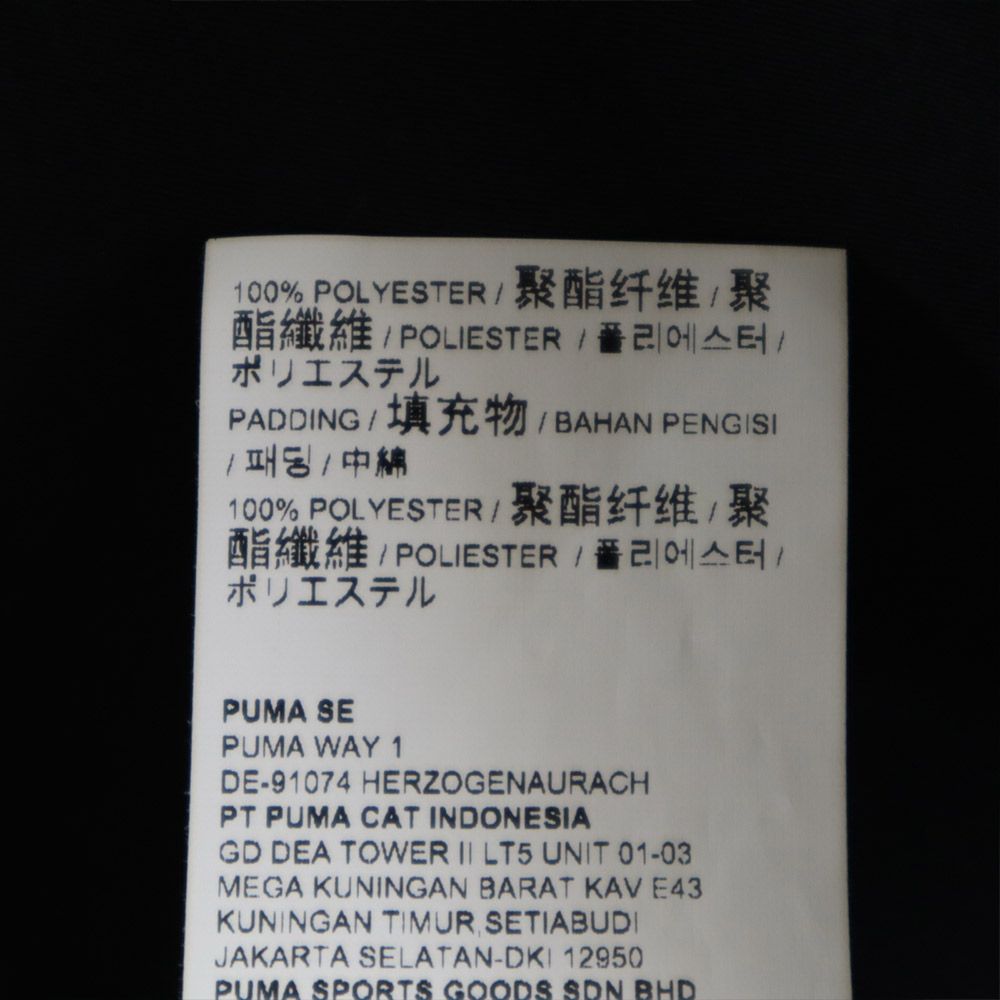 100% POLYESTER / 聚酯纤维 / 聚
酯纖維 / POLIESTER / 폴리에스터 /
ポリエステル
PADDING / 填充物 / BAHAN PENGISI
/ 패딩 / 中綿
100% POLYESTER / 聚酯纤维 / 聚
酯纖維 / POLIESTER / 폴리에스터 /
ポリエステル
PUMA SE
PUMA WAY 1
DE-91074 HERZOGENAURACH
PT PUMA CAT INDONESIA
GD DEA TOWER II LT5 UNIT 01-03
MEGA KUNINGAN BARAT KAV E43
KUNINGAN TIMUR,SETIABUDI
JAKARTA SELATAN-DKI 12950
PUMA SPORTS GOODS SDN BHD